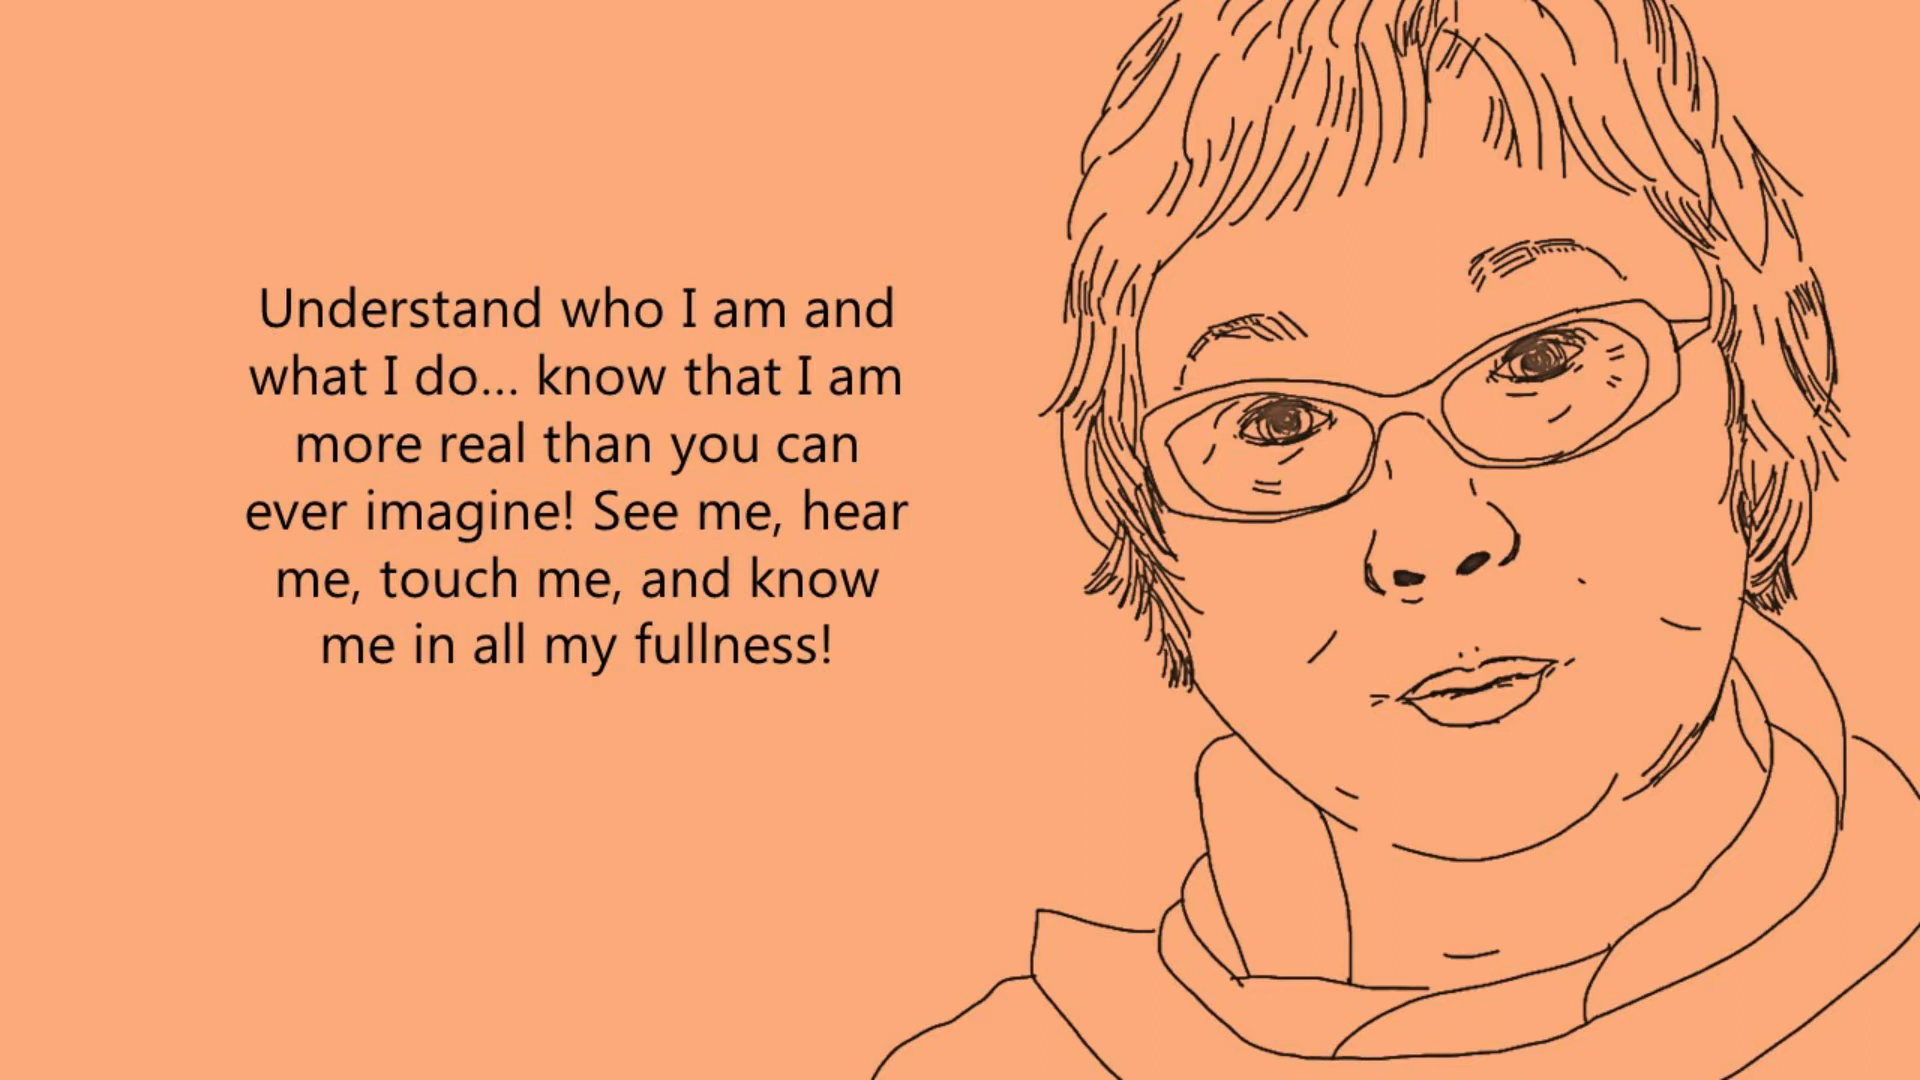 Understand who I am and
what I do... know that I am
more real than you can
ever imagine! See me, hear
me, touch me, and know
me in all my fullness!